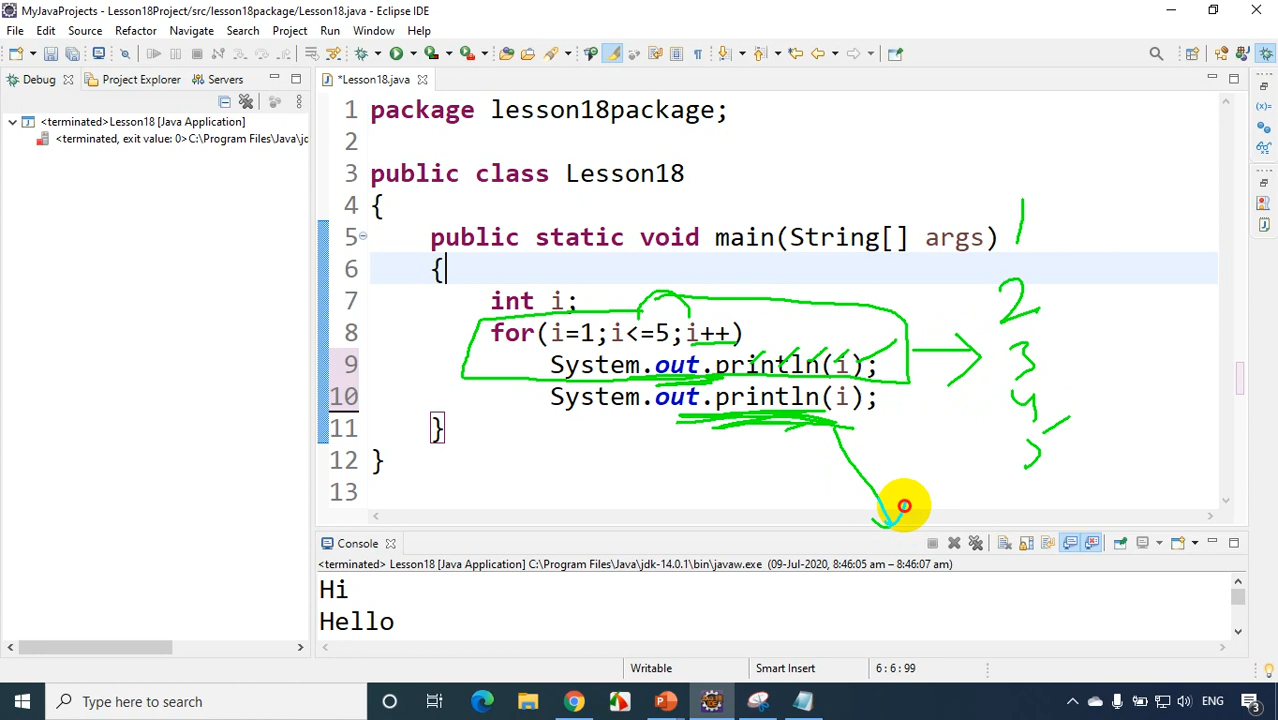 MyJavaProjects - Lesson18Project/src/lesson18package/Lesson18.java - Eclipse IDE
File Edit Source Refactor Navigate Search Project Run Window Help
Debug Project Explorer Servers
*Lesson18.java
<terminated>Lesson18 [Java Application]
<terminated, exit value: 0>C:\Program Files\Java\jd
1 package lesson18package;
2
3 public class Lesson18
4 {
5 public static void main(String[] args)
6 {
7 int i;
8 for(i=1;i<=5;i++)
9 System.out.println(i);
10 System.out.println(i);
11 }
12 }
13
1
2
3
4
5
Console
<terminated> Lesson18 [Java Application] C:\Program Files\Java\jdk-14.0.1\bin\javaw.exe (09-Jul-2020, 8:46:05 am – 8:46:07 am)
Hi
Hello
Writable Smart Insert 6 : 6 : 99
Type here to search
ENG
3